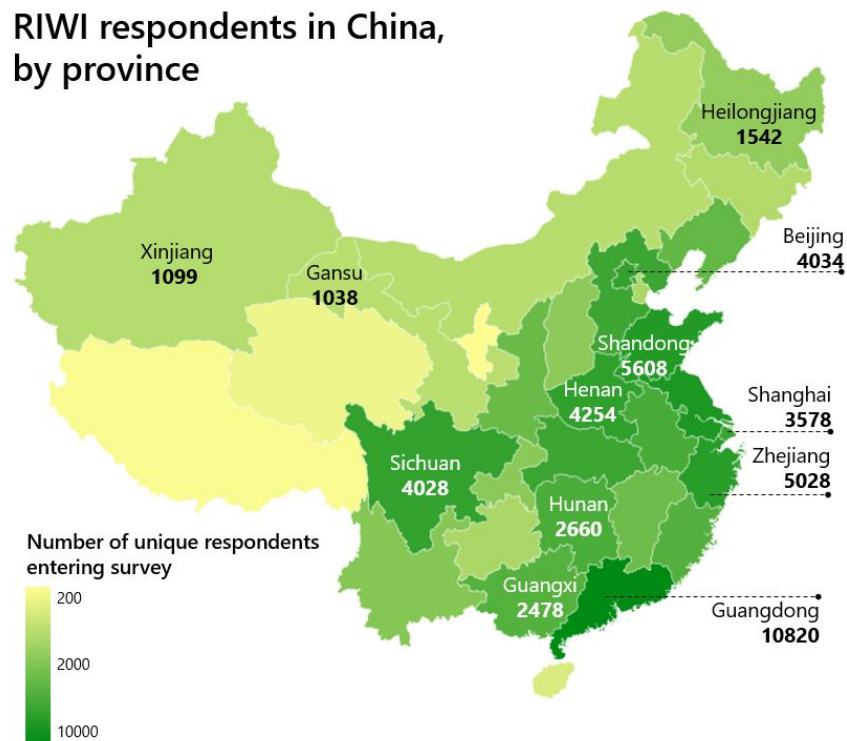 RIWI respondents in China,
by province
Heilongjiang
1542
Beijing
4034
Xinjiang
1099
Gansu
1038
Shandong
5608
Henan
4254
Shanghai
3578
Zhejiang
5028
Sichuan
4028
Hunan
2660
Guangxi
2478
Guangdong
10820
Number of unique respondents
entering survey
200
2000
10000